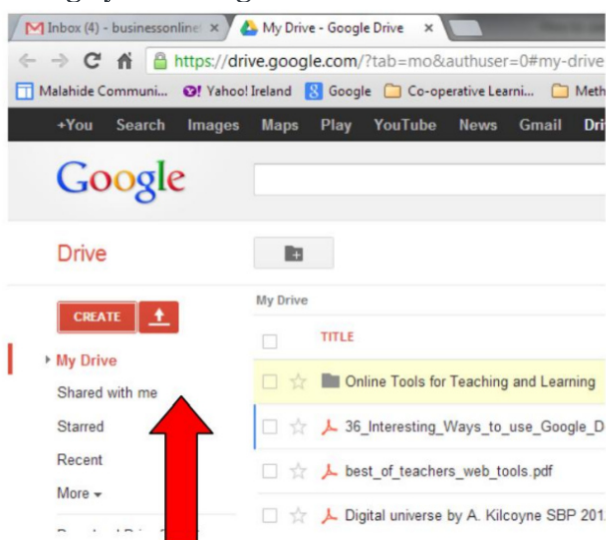 Inbox (4) - businessonline My Drive - Google Drive
https://drive.google.com/?tab=mo&authuser=0#my-drive
Malahide Communi... Yahoo! Ireland Google Co-operative Learni... Meth
+You Search Images Maps Play YouTube News Gmail Dri
Google
Drive
CREATE
My Drive
TITLE
My Drive
Online Tools for Teaching and Learning
Shared with me
36_Interesting_Ways_to_use_Google_D
Starred
best_of_teachers_web_tools.pdf
Recent
More
Digital universe by A. Kilcoyne SBP 201